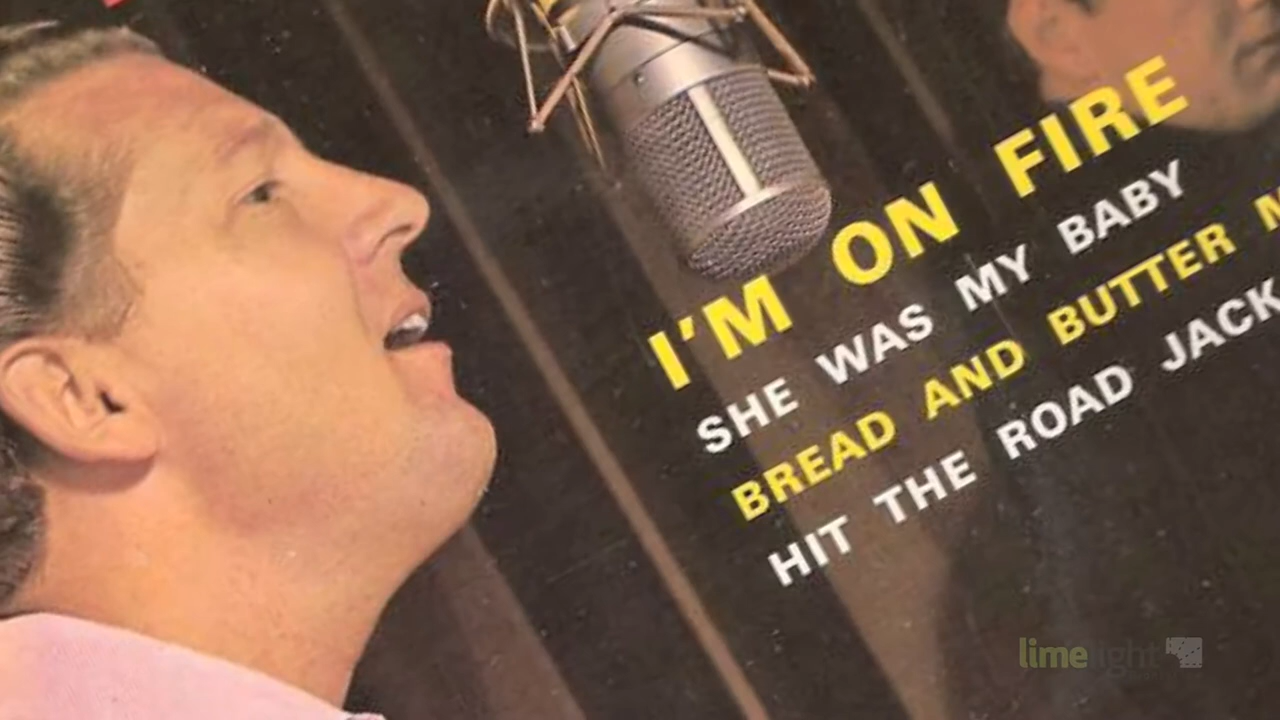 I'M ON FIRE
SHE WAS MY BABY
BREAD AND BUTTER
HIT THE ROAD JACK
limelight